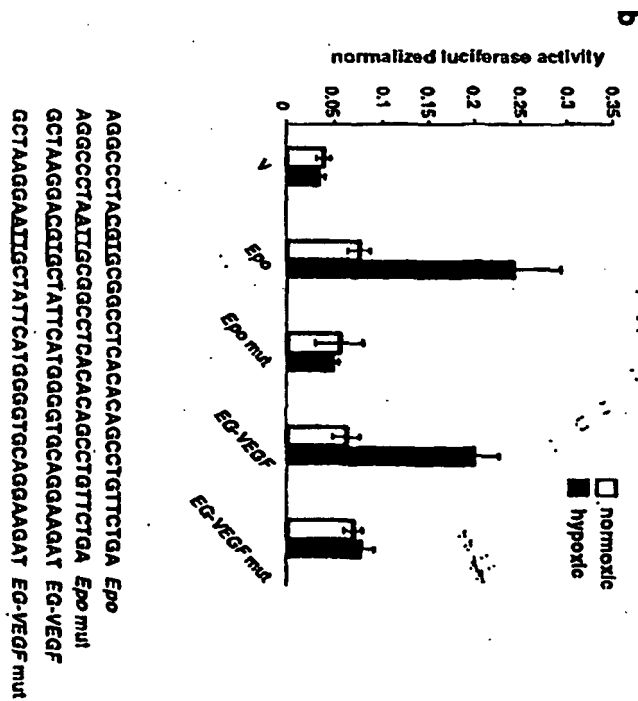 b
normalized luciferase activity
0.35
0.3
0.25
0.2
0.15
0.1
0.05
0
normoxic
hypoxic
v
Epo
Epo mut
EG-VEGF
EG-VEGF mut
AGGCCCTACGTGCGGCCTCACACAGCCTGTTCTGA Epo
AGGCCCTAATTGCGGCCTCACACAGCCTGTTCTGA Epo mut
GCTAAGGACGTGCTATTCATGGGGTGCAGGAAGAT EG-VEGF
GCTAAGGAATTGCTATTCATGGGGTGCAGGAAGAT EG-VEGF mut